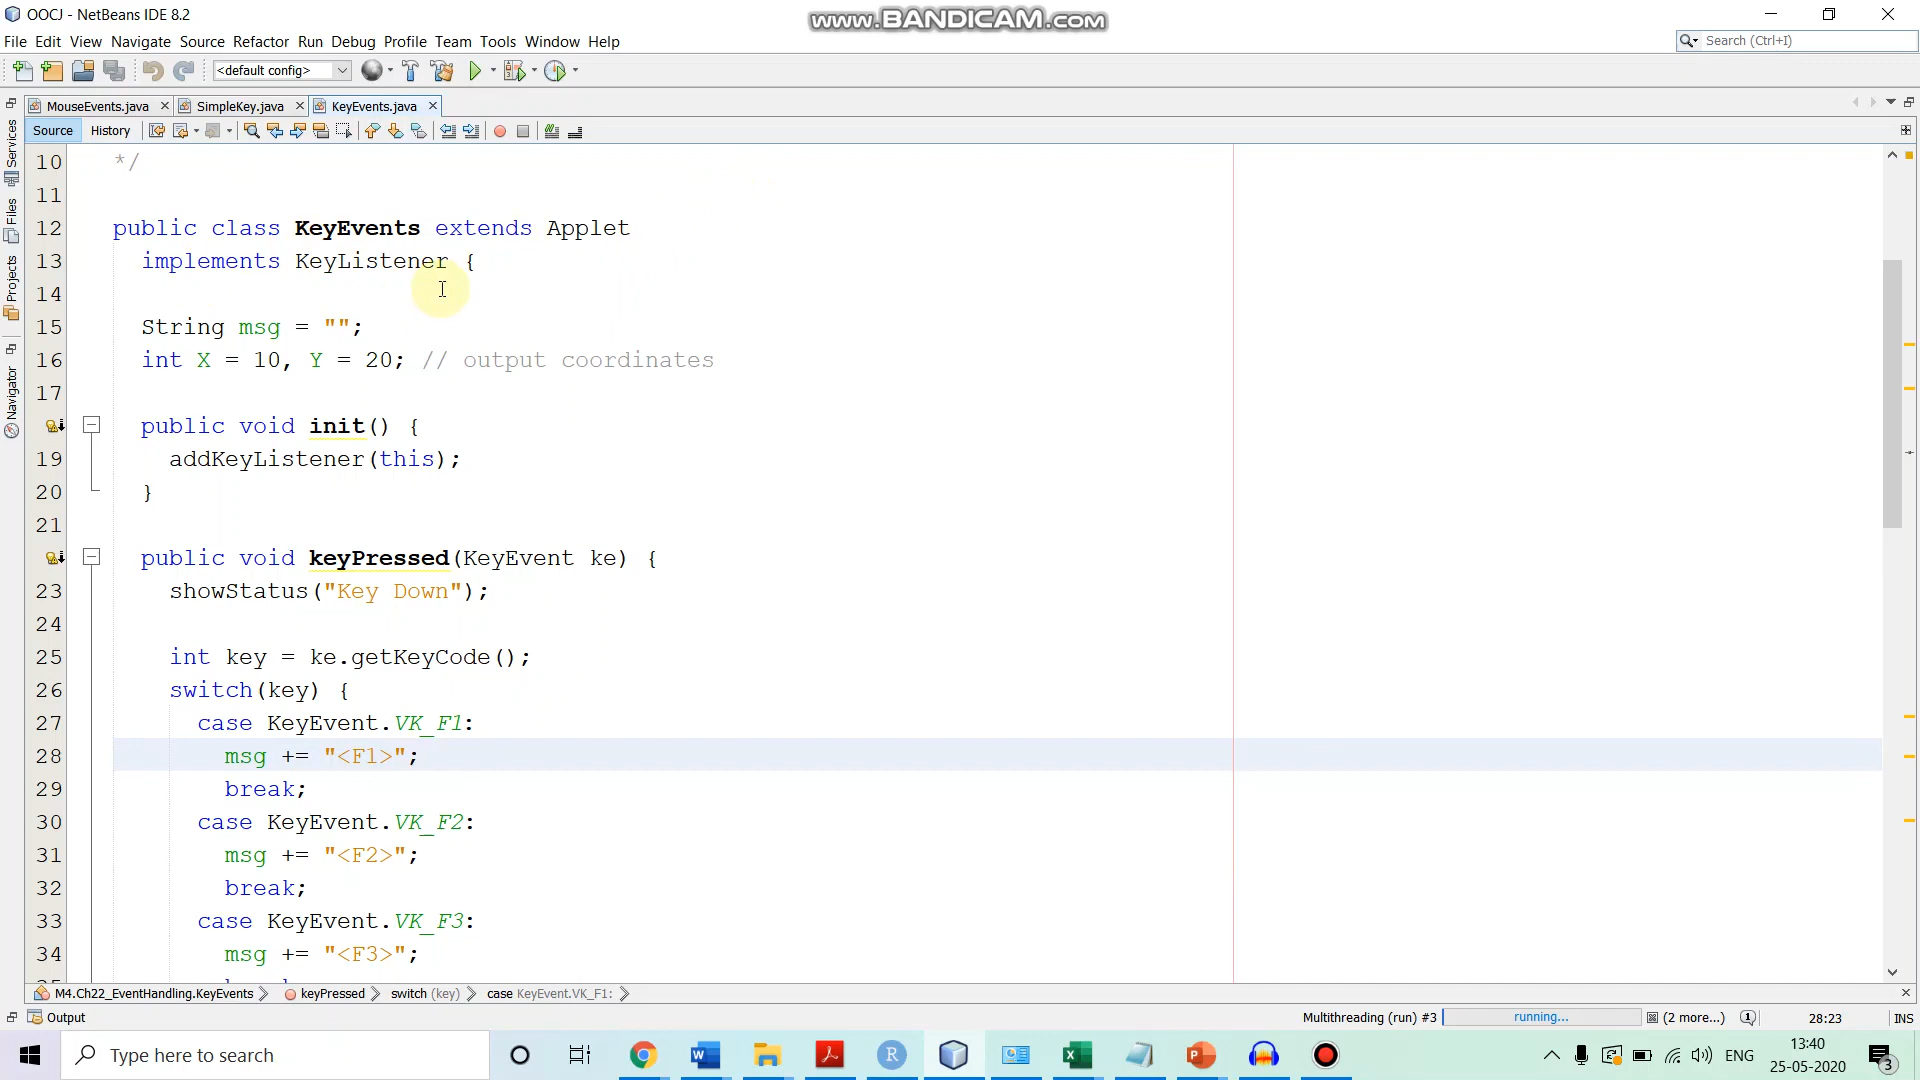 OOCJ - NetBeans IDE 8.2
www.BANDICAM.com
File Edit View Navigate Source Refactor Run Debug Profile Team Tools Window Help
Search (Ctrl+I)
<default config>
MouseEvents.java
SimpleKey.java
KeyEvents.java
Source History
Services
Files
Projects
Navigator
10 */
11
12 public class KeyEvents extends Applet
13 implements KeyListener {
14
15 String msg = "";
16 int X = 10, Y = 20; // output coordinates
17
public void init() {
19 addKeyListener(this);
20 }
21
public void keyPressed(KeyEvent ke) {
23 showStatus("Key Down");
24
25 int key = ke.getKeyCode();
26 switch(key) {
27 case KeyEvent.VK_F1:
28 msg += "<F1>";
29 break;
30 case KeyEvent.VK_F2:
31 msg += "<F2>";
32 break;
33 case KeyEvent.VK_F3:
34 msg += "<F3>";
M4.Ch22_EventHandling.KeyEvents keyPressed switch (key) case KeyEvent.VK_F1:
Output
Multithreading (run) #3 running... (2 more...) 28:23 INS
Type here to search
ENG
13:40
25-05-2020
3